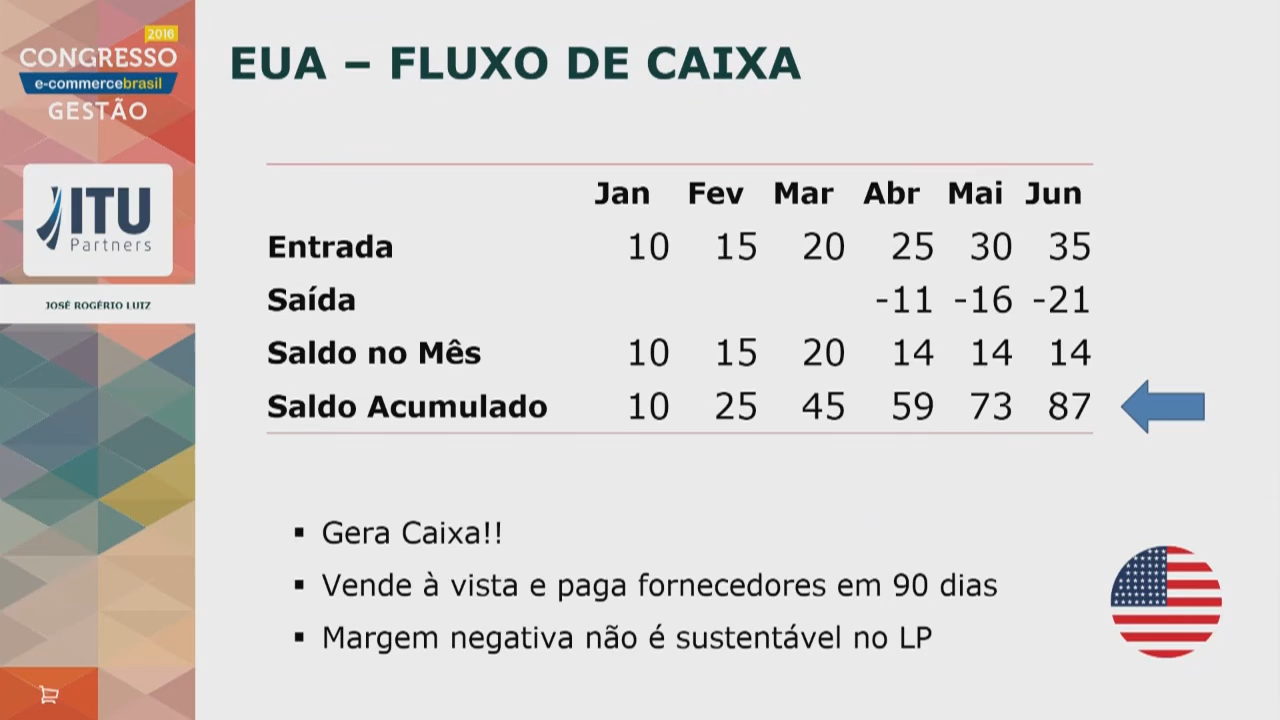 2016
CONGRESSO
e-commercebrasil
GESTÃO
ITU
Partners
JOSÉ ROGÉRIO LUIZ
EUA – FLUXO DE CAIXA
Jan Fev Mar Abr Mai Jun
Entrada 10 15 20 25 30 35
Saída -11 -16 -21
Saldo no Mês 10 15 20 14 14 14
Saldo Acumulado 10 25 45 59 73 87
▪ Gera Caixa!!
▪ Vende à vista e paga fornecedores em 90 dias
▪ Margem negativa não é sustentável no LP